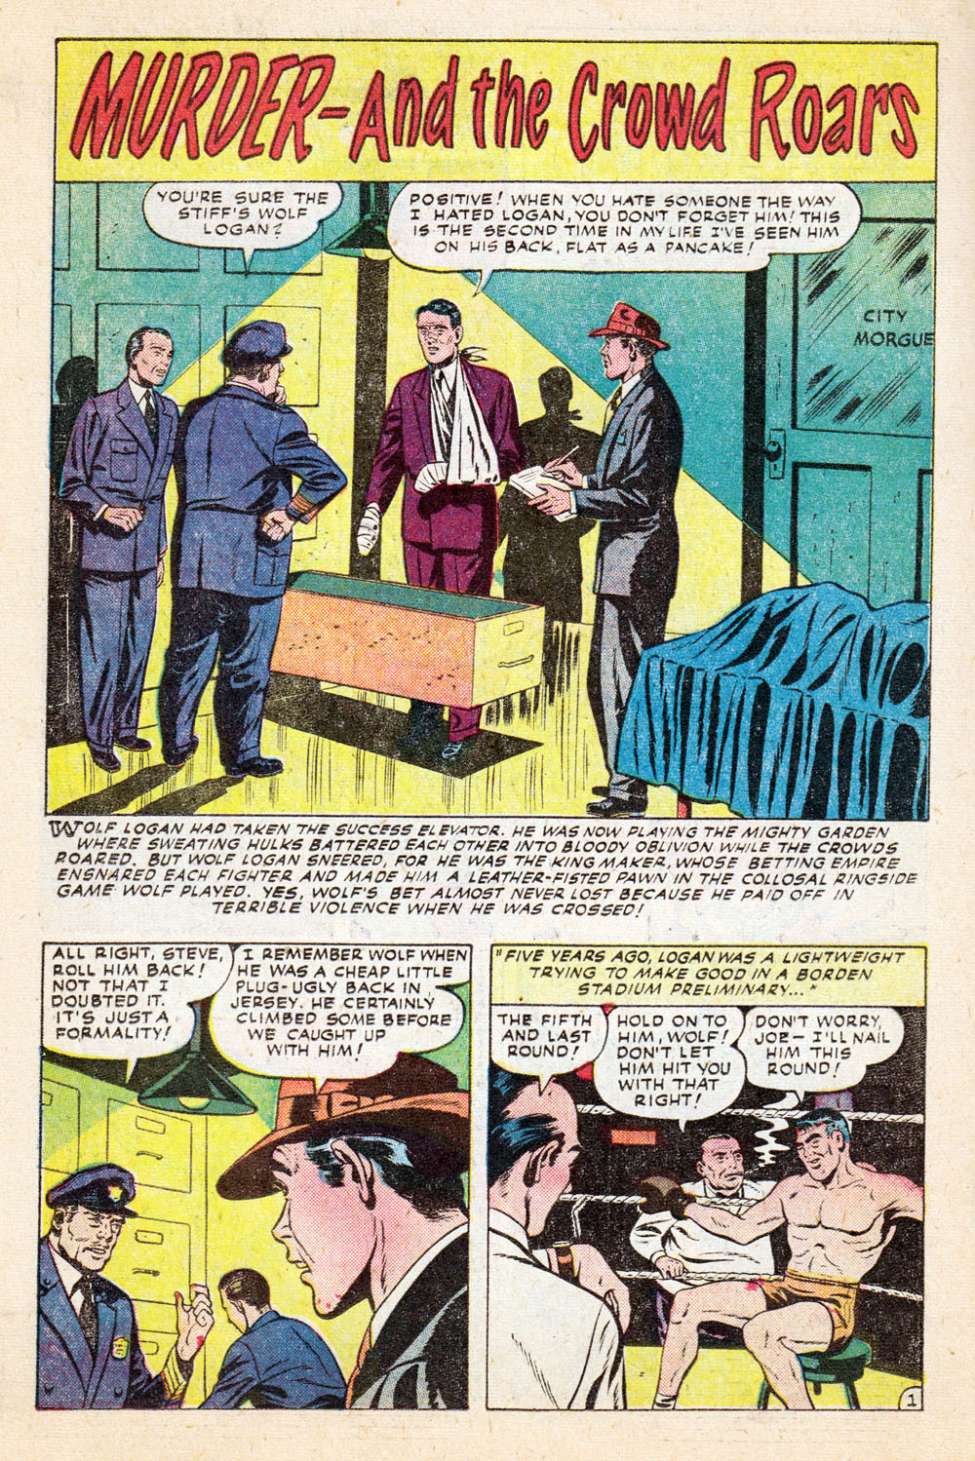 MURDER-And the Crowd Roars
YOU'RE SURE THE
STIFF'S WOLF
LOGAN?
POSITIVE! WHEN YOU HATE SOMEONE THE WAY
I HATED LOGAN, YOU DON'T FORGET HIM! THIS
IS THE SECOND TIME IN MY LIFE I'VE SEEN HIM
ON HIS BACK, FLAT AS A PANCAKE!
CITY
MORGUE
WOLF LOGAN HAD TAKEN THE SUCCESS ELEVATOR. HE WAS NOW PLAYING THE MIGHTY GARDEN
WHERE SWEATING HULKS BATTERED EACH OTHER INTO BLOODY OBLIVION WHILE THE CROWDS
ROARED. BUT WOLF LOGAN SNEERED, FOR HE WAS THE KING MAKER, WHOSE BETTING EMPIRE
ENSNARED EACH FIGHTER AND MADE HIM A LEATHER-FISTED PAWN IN THE COLLOSAL RINGSIDE
GAME WOLF PLAYED. YES, WOLF'S BET ALMOST NEVER LOST BECAUSE HE PAID OFF IN
TERRIBLE VIOLENCE WHEN HE WAS CROSSED!
ALL RIGHT, STEVE,
ROLL HIM BACK!
NOT THAT I
DOUBTED IT.
IT'S JUST A
FORMALITY!
I REMEMBER WOLF WHEN
HE WAS A CHEAP LITTLE
PLUG-UGLY BACK IN
JERSEY. HE CERTAINLY
CLIMBED SOME BEFORE
WE CAUGHT UP
WITH HIM!
"FIVE YEARS AGO, LOGAN WAS A LIGHTWEIGHT
TRYING TO MAKE GOOD IN A BORDEN
STADIUM PRELIMINARY..."
THE FIFTH
AND LAST
ROUND!
HOLD ON TO
HIM, WOLF!
DON'T LET
HIM HIT YOU
WITH THAT
RIGHT!
DON'T WORRY,
JOE- I'LL NAIL
HIM THIS
ROUND!
1